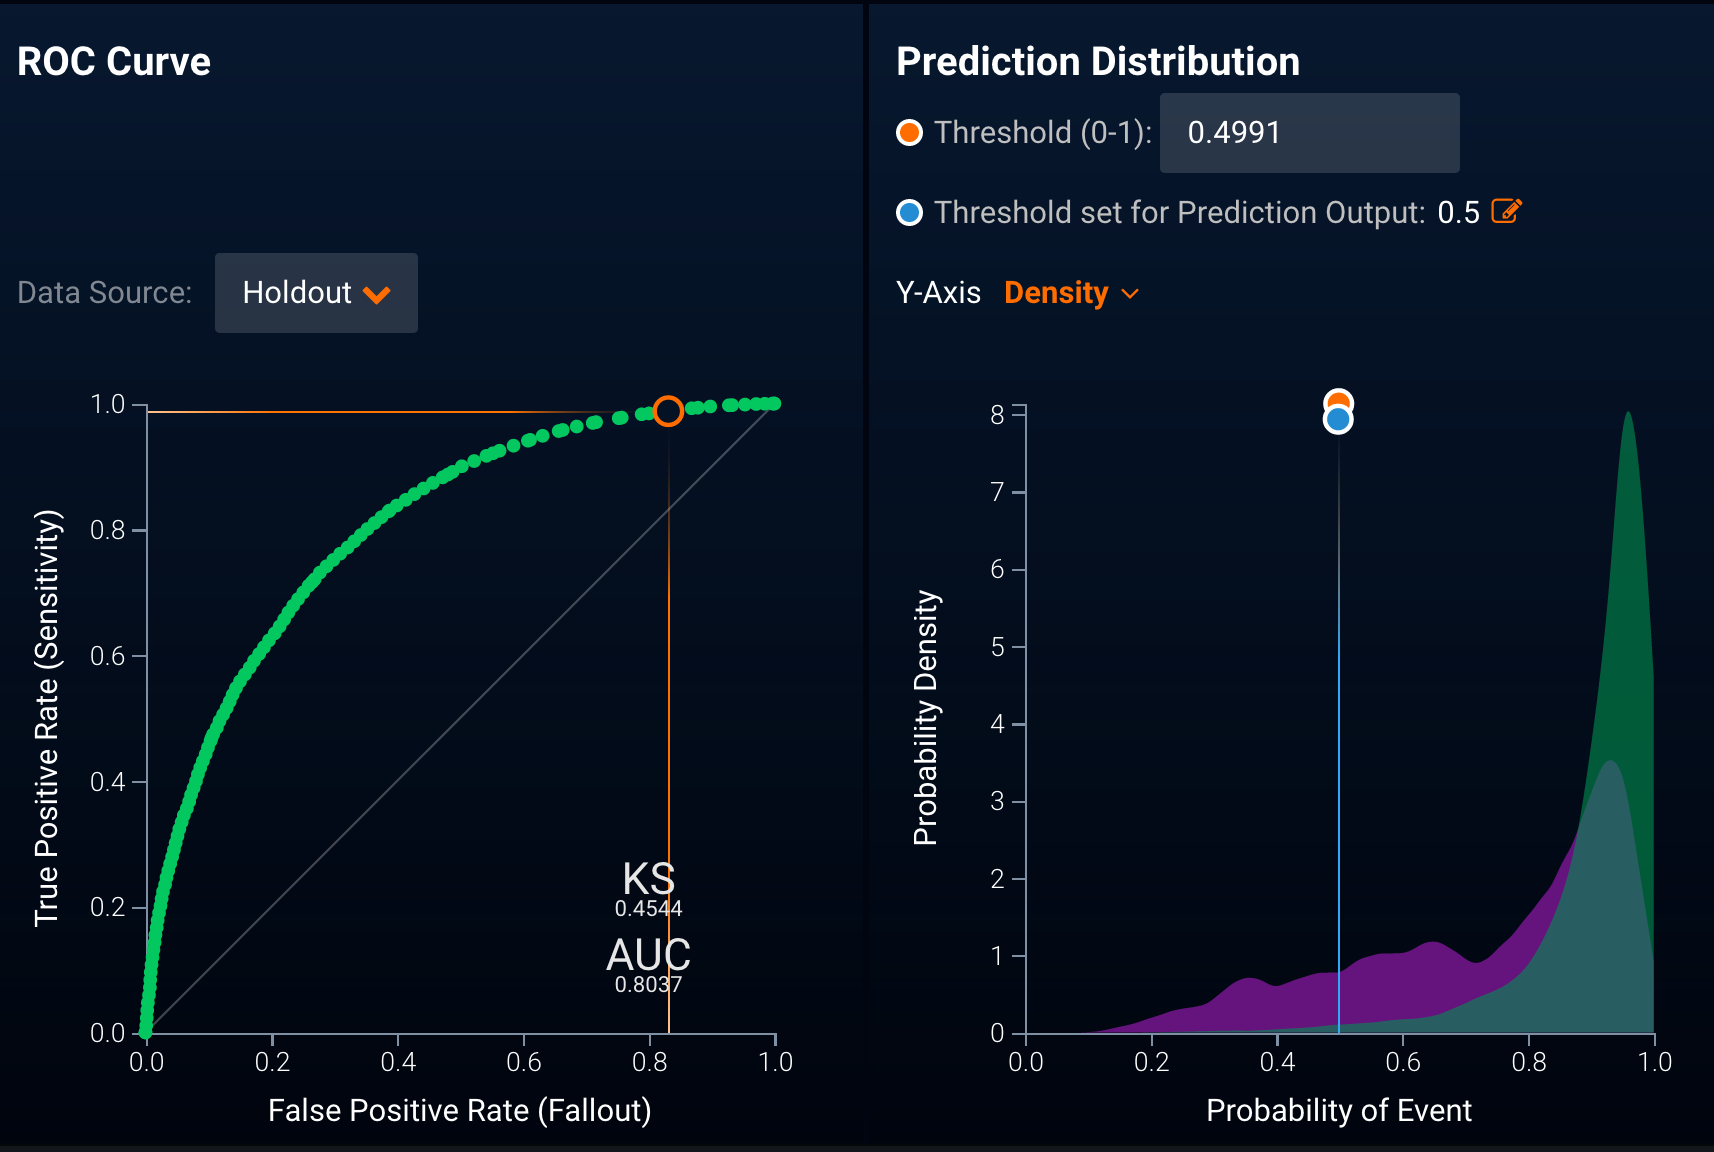 ROC Curve
Data Source: Holdout
1.0
0.8
0.6
0.4
0.2
0.0
True Positive Rate (Sensitivity)
KS
0.4544
AUC
0.8037
0.0 0.2 0.4 0.6 0.8 1.0
False Positive Rate (Fallout)
Prediction Distribution
Threshold (0-1): 0.4991
Threshold set for Prediction Output: 0.5
Y-Axis Density
8
7
6
5
4
3
2
1
0
Probability Density
0.0 0.2 0.4 0.6 0.8 1.0
Probability of Event